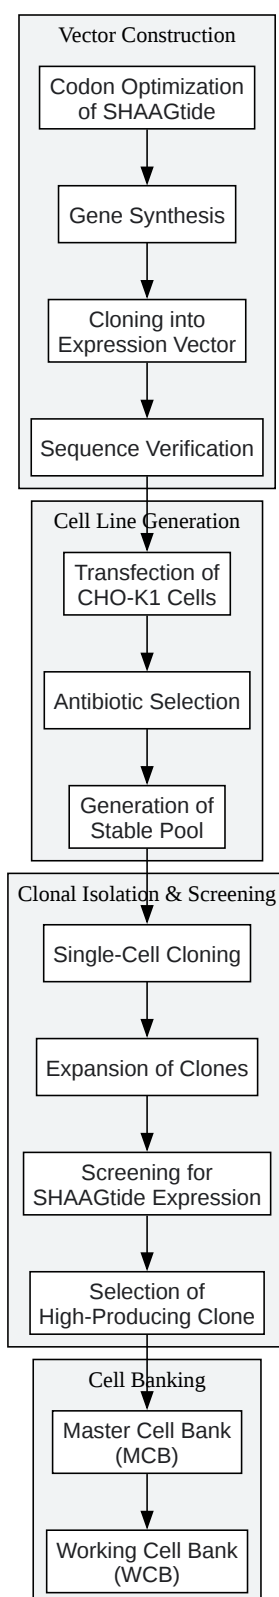 Vector Construction
Codon Optimization
of SHAAGtide
Gene Synthesis
Cloning into
Expression Vector
Sequence Verification
Cell Line Generation
Transfection of
CHO-K1 Cells
Antibiotic Selection
Generation of
Stable Pool
Clonal Isolation & Screening
Single-Cell Cloning
Expansion of Clones
Screening for
SHAAGtide Expression
Selection of
High-Producing Clone
Cell Banking
Master Cell Bank
(MCB)
Working Cell Bank
(WCB)